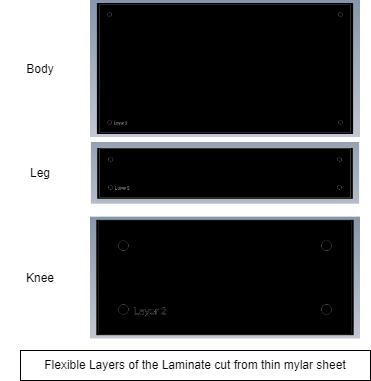 Body
Layer 2
Leg
Layer 2
Knee
Layer 2
Flexible Layers of the Laminate cut from thin mylar sheet